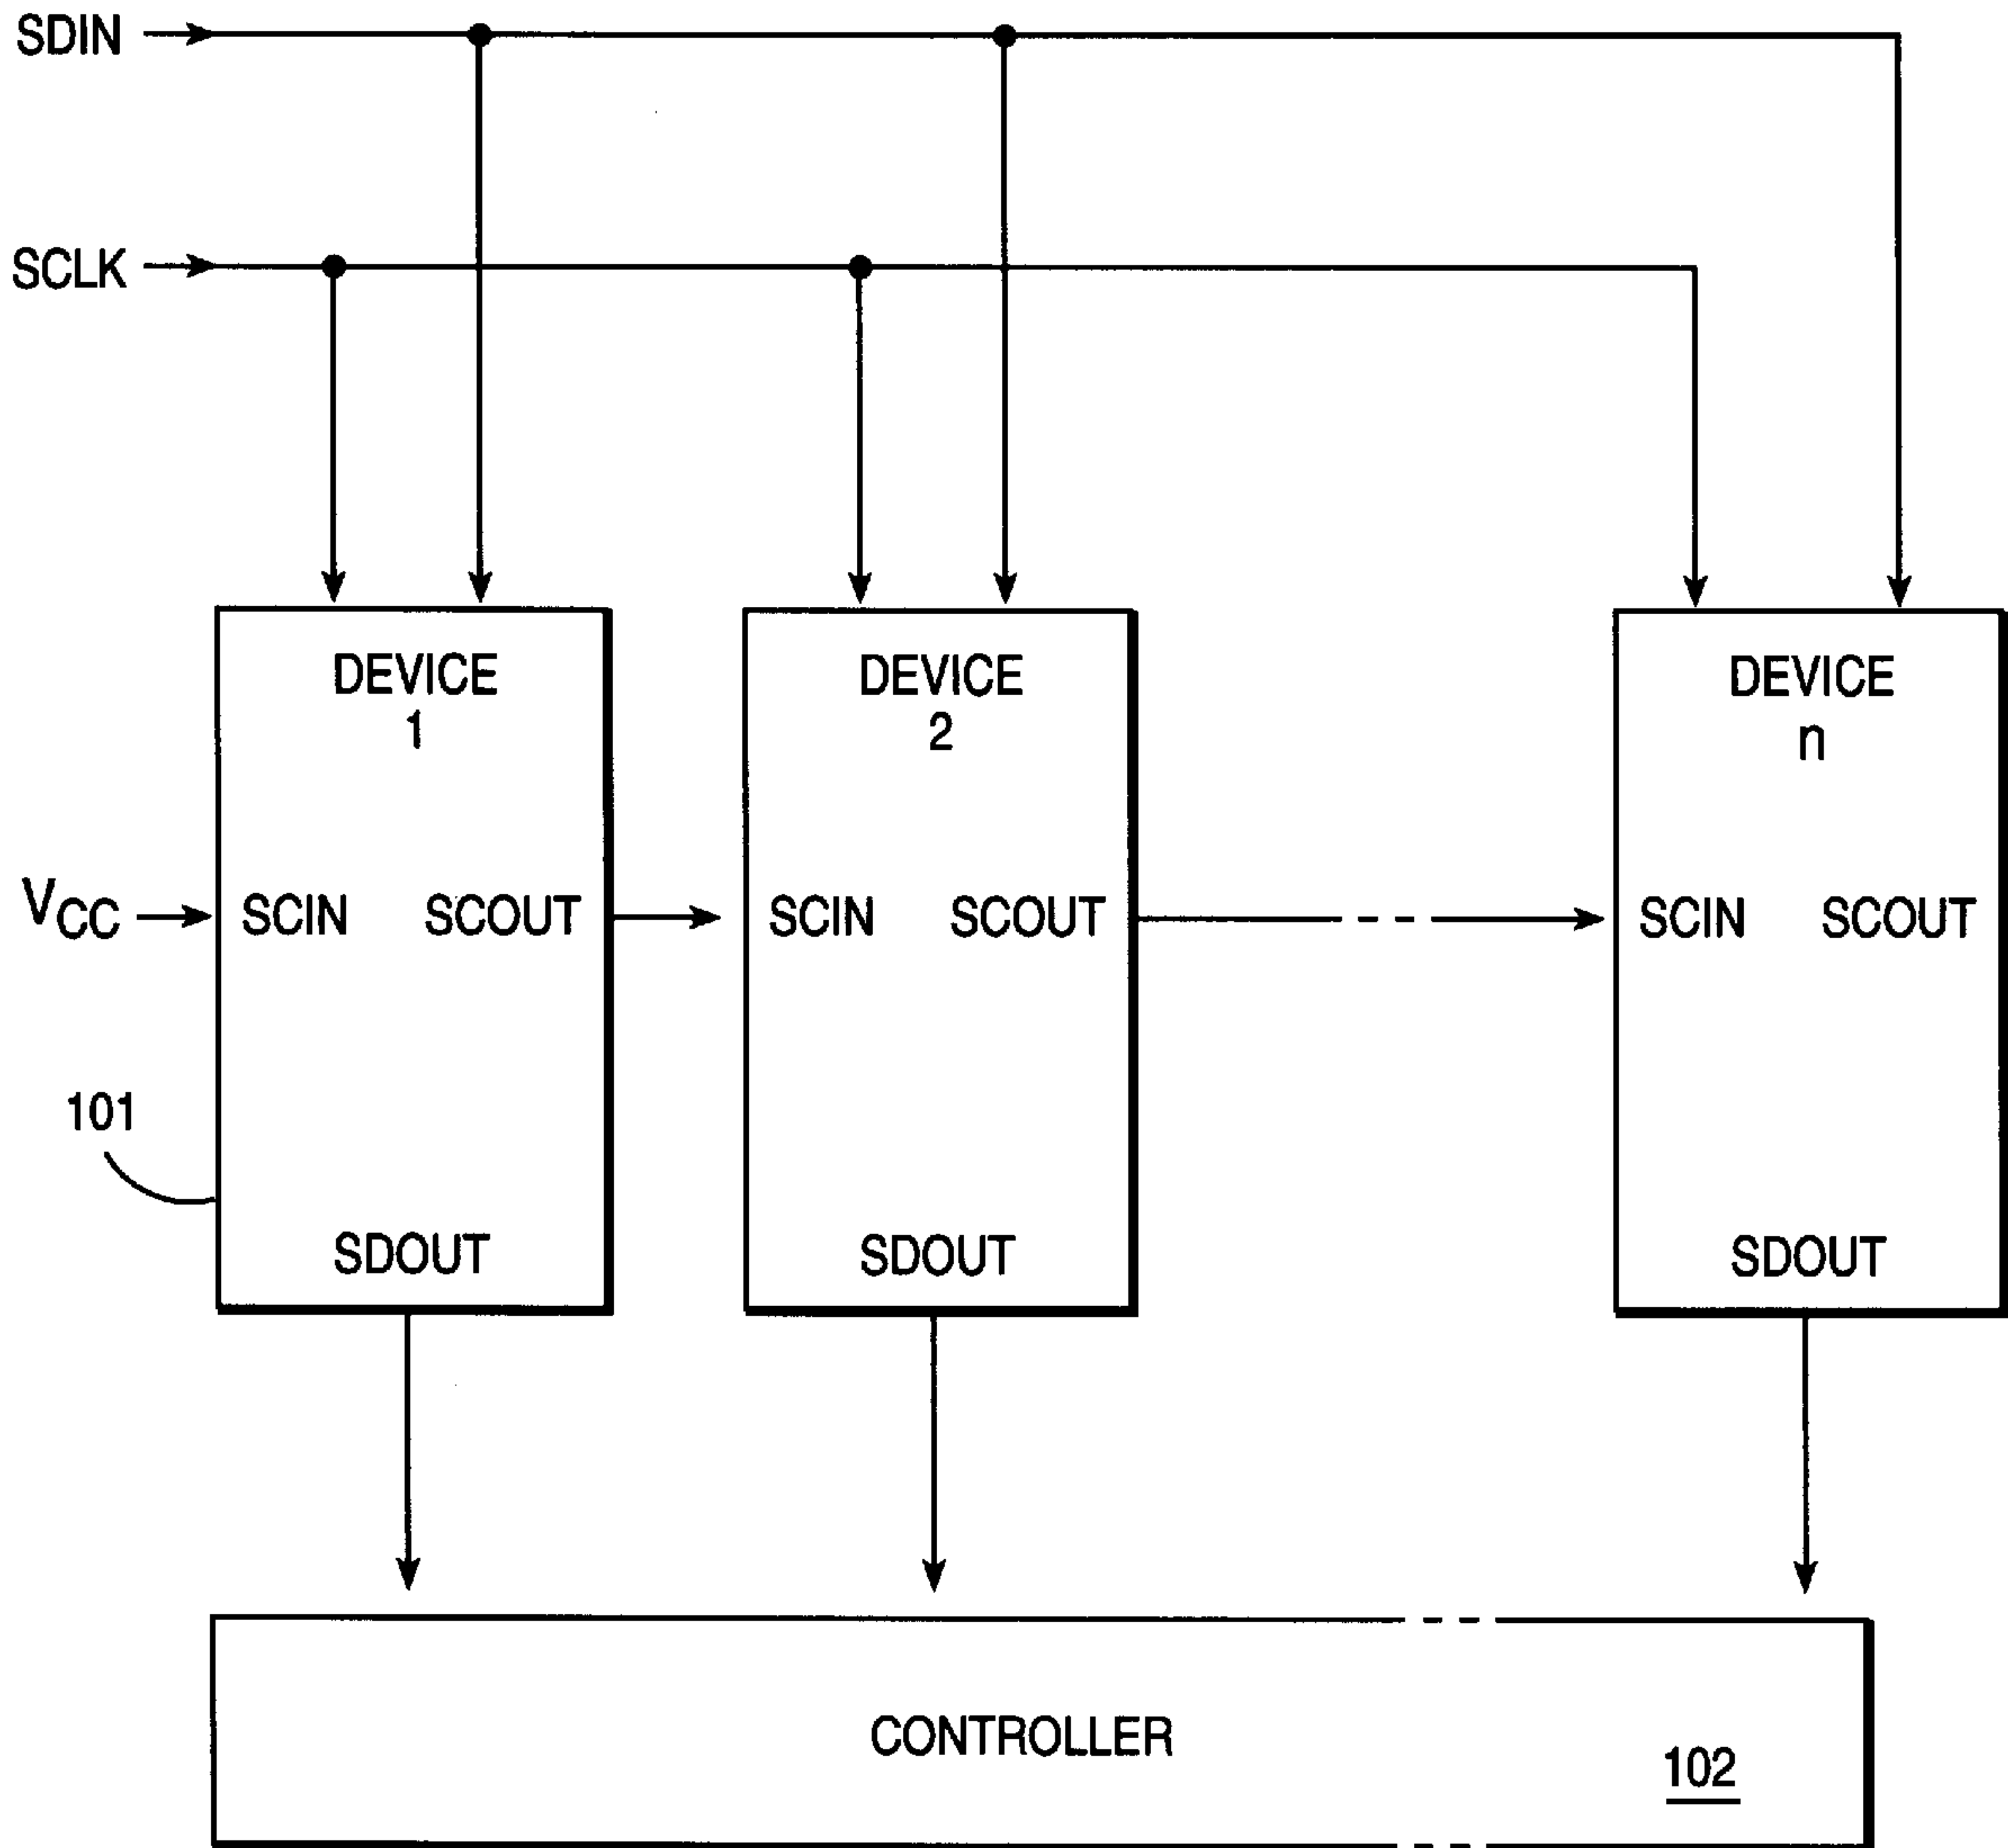 SDIN
SCLK
DEVICE
1
DEVICE
2
DEVICE
n
VCC
SCIN SCOUT
SCIN SCOUT
SCIN SCOUT
101
SDOUT
SDOUT
SDOUT
CONTROLLER
102